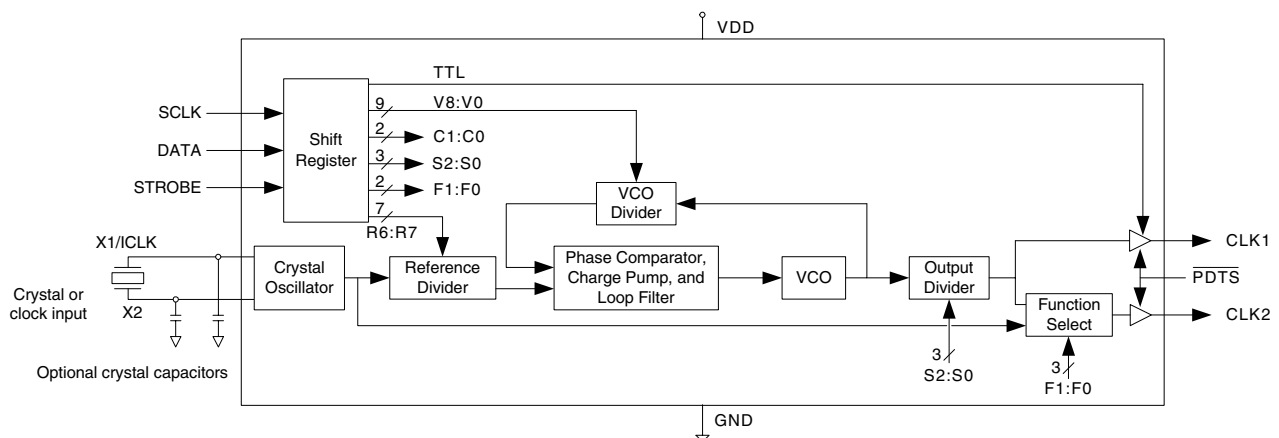 VDD
TTL
SCLK
DATA
STROBE
Shift
Register
9
V8:V0
2
C1:C0
3
S2:S0
2
F1:F0
7
R6:R7
VCO
Divider
X1/ICLK
X2
Crystal or
clock input
Optional crystal capacitors
Crystal
Oscillator
Reference
Divider
Phase Comparator,
Charge Pump, and
Loop Filter
VCO
Output
Divider
Function
Select
CLK1
PDTS
CLK2
3
S2:S0
3
F1:F0
GND